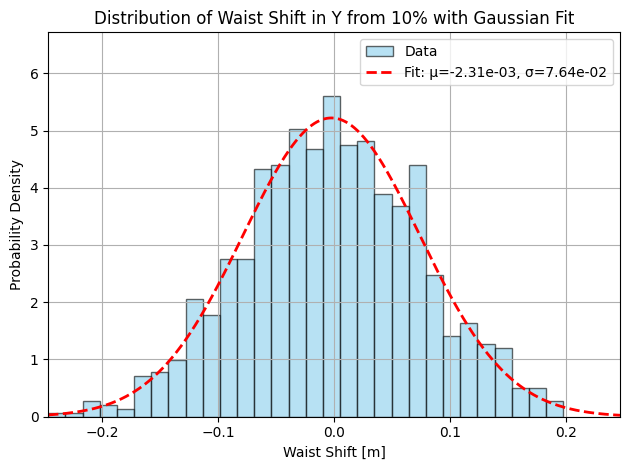 Distribution of Waist Shift in Y from 10% with Gaussian Fit
Data
Fit: μ=-2.31e-03, σ=7.64e-02
Probability Density
6
5
4
3
2
1
0
−0.2
−0.1
0.0
0.1
0.2
Waist Shift [m]